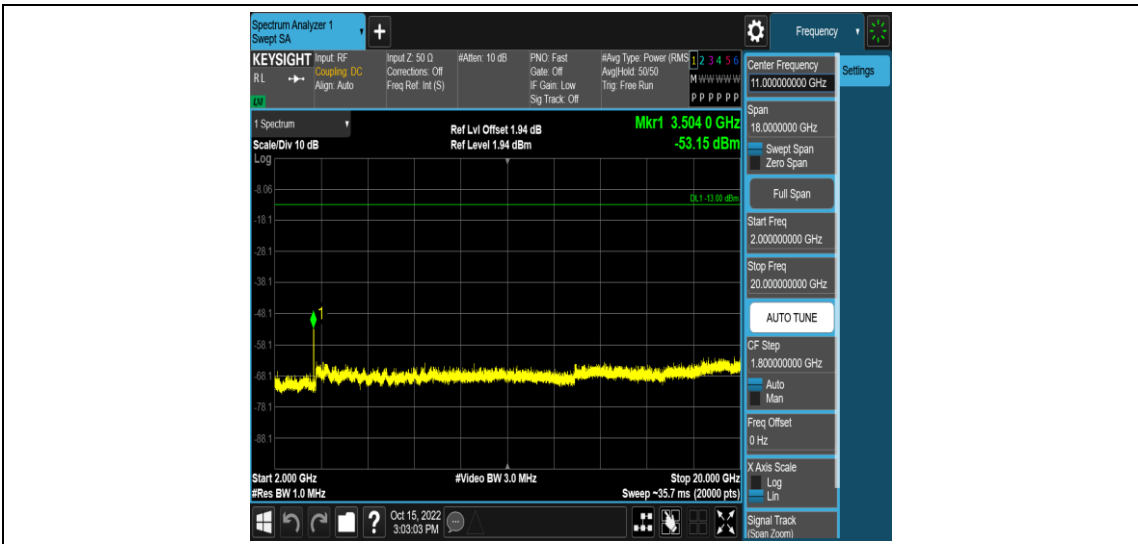 Spectrum Analyzer 1
Swept SA
Frequency
KEYSIGHT
RL
LNI
Input: RF
Coupling: DC
Align: Auto
Input Z: 50 Ω
Corrections: Off
Freq Ref: Int (S)
#Atten: 10 dB
PNO: Fast
Gate: Off
IF Gain: Low
Sig Track: Off
#Avg Type: Power (RMS
Avg|Hold: 50/50
Trig: Free Run
1 2 3 4 5 6
M W W W W W
P P P P P P
1 Spectrum
Scale/Div 10 dB
Log
Ref Lvl Offset 1.94 dB
Ref Level 1.94 dBm
Mkr1 3.504 0 GHz
-53.15 dBm
-8.06
DL1 -13.00 dBm
-18.1
-28.1
-38.1
-48.1
1
-58.1
-68.1
-78.1
-88.1
Start 2.000 GHz
#Res BW 1.0 MHz
#Video BW 3.0 MHz
Stop 20.000 GHz
Sweep ~35.7 ms (20000 pts)
?
Oct 15, 2022
3:03:03 PM
Center Frequency
11.000000000 GHz
Settings
Span
18.0000000 GHz
Swept Span
Zero Span
Full Span
Start Freq
2.000000000 GHz
Stop Freq
20.000000000 GHz
AUTO TUNE
CF Step
1.800000000 GHz
Auto
Man
Freq Offset
0 Hz
X Axis Scale
Log
Lin
Signal Track
(Span Zoom)